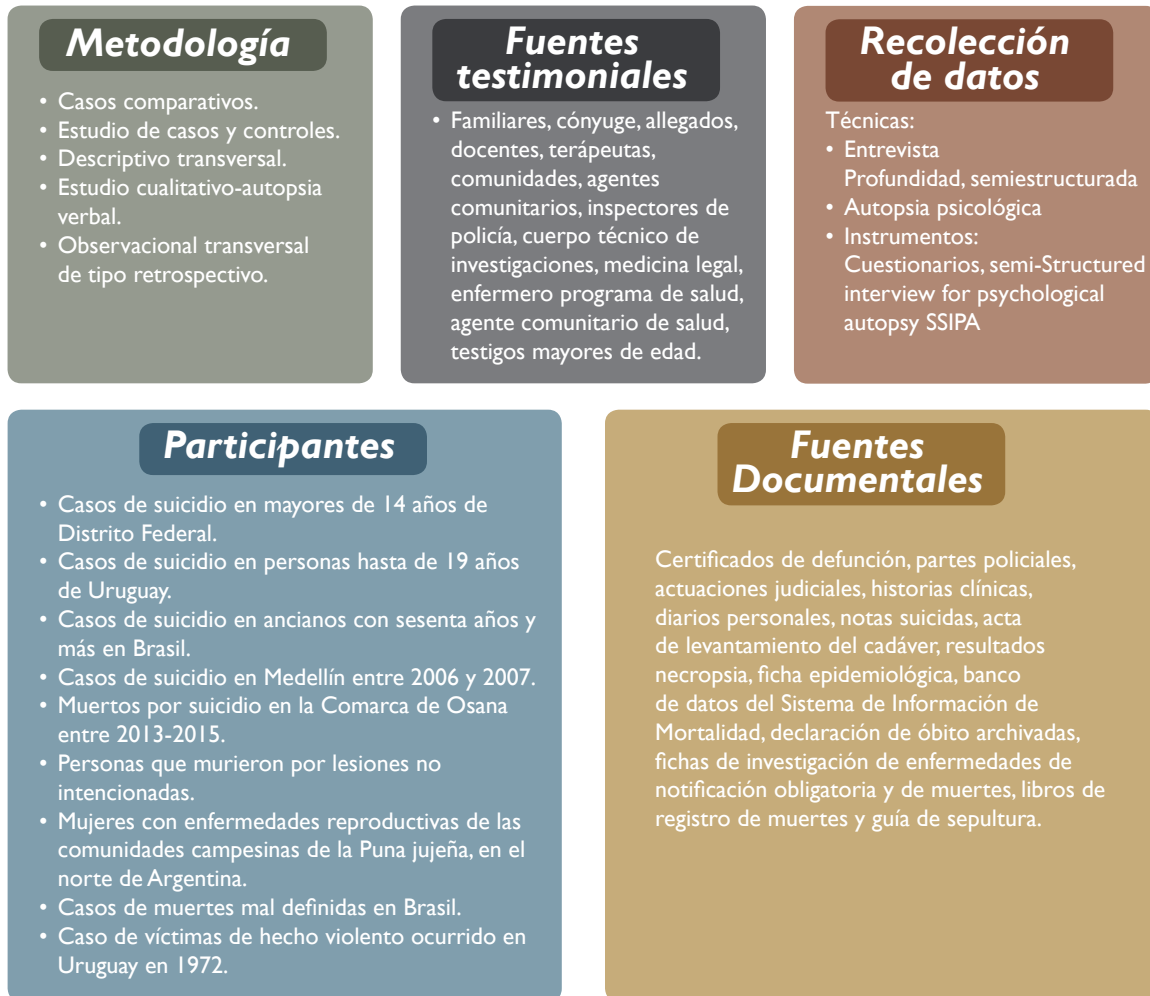 Metodología
• Casos comparativos.
• Estudio de casos y controles.
• Descriptivo transversal.
• Estudio cualitativo-autopsia
verbal.
• Observacional transversal
de tipo retrospectivo.
Fuentes
testimoniales
• Familiares, cónyuge, allegados,
docentes, terápeutas,
comunidades, agentes
comunitarios, inspectores de
policía, cuerpo técnico de
investigaciones, medicina legal,
enfermero programa de salud,
agente comunitario de salud,
testigos mayores de edad.
Recolección
de datos
Técnicas:
• Entrevista
Profundidad, semiestructurada
• Autopsia psicológica
• Instrumentos:
Cuestionarios, semi-Structured
interview for psychological
autopsy SSIPA
Participantes
• Casos de suicidio en mayores de 14 años de
Distrito Federal.
• Casos de suicidio en personas hasta de 19 años
de Uruguay.
• Casos de suicidio en ancianos con sesenta años y
más en Brasil.
• Casos de suicidio en Medellín entre 2006 y 2007.
• Muertos por suicidio en la Comarca de Osana
entre 2013-2015.
• Personas que murieron por lesiones no
intencionadas.
• Mujeres con enfermedades reproductivas de las
comunidades campesinas de la Puna jujeña, en el
norte de Argentina.
• Casos de muertes mal definidas en Brasil.
• Caso de víctimas de hecho violento ocurrido en
Uruguay en 1972.
Fuentes
Documentales
Certificados de defunción, partes policiales,
actuaciones judiciales, historias clínicas,
diarios personales, notas suicidas, acta
de levantamiento del cadáver, resultados
necropsia, ficha epidemiológica, banco
de datos del Sistema de Información de
Mortalidad, declaración de óbito archivadas,
fichas de investigación de enfermedades de
notificación obligatoria y de muertes, libros de
registro de muertes y guía de sepultura.